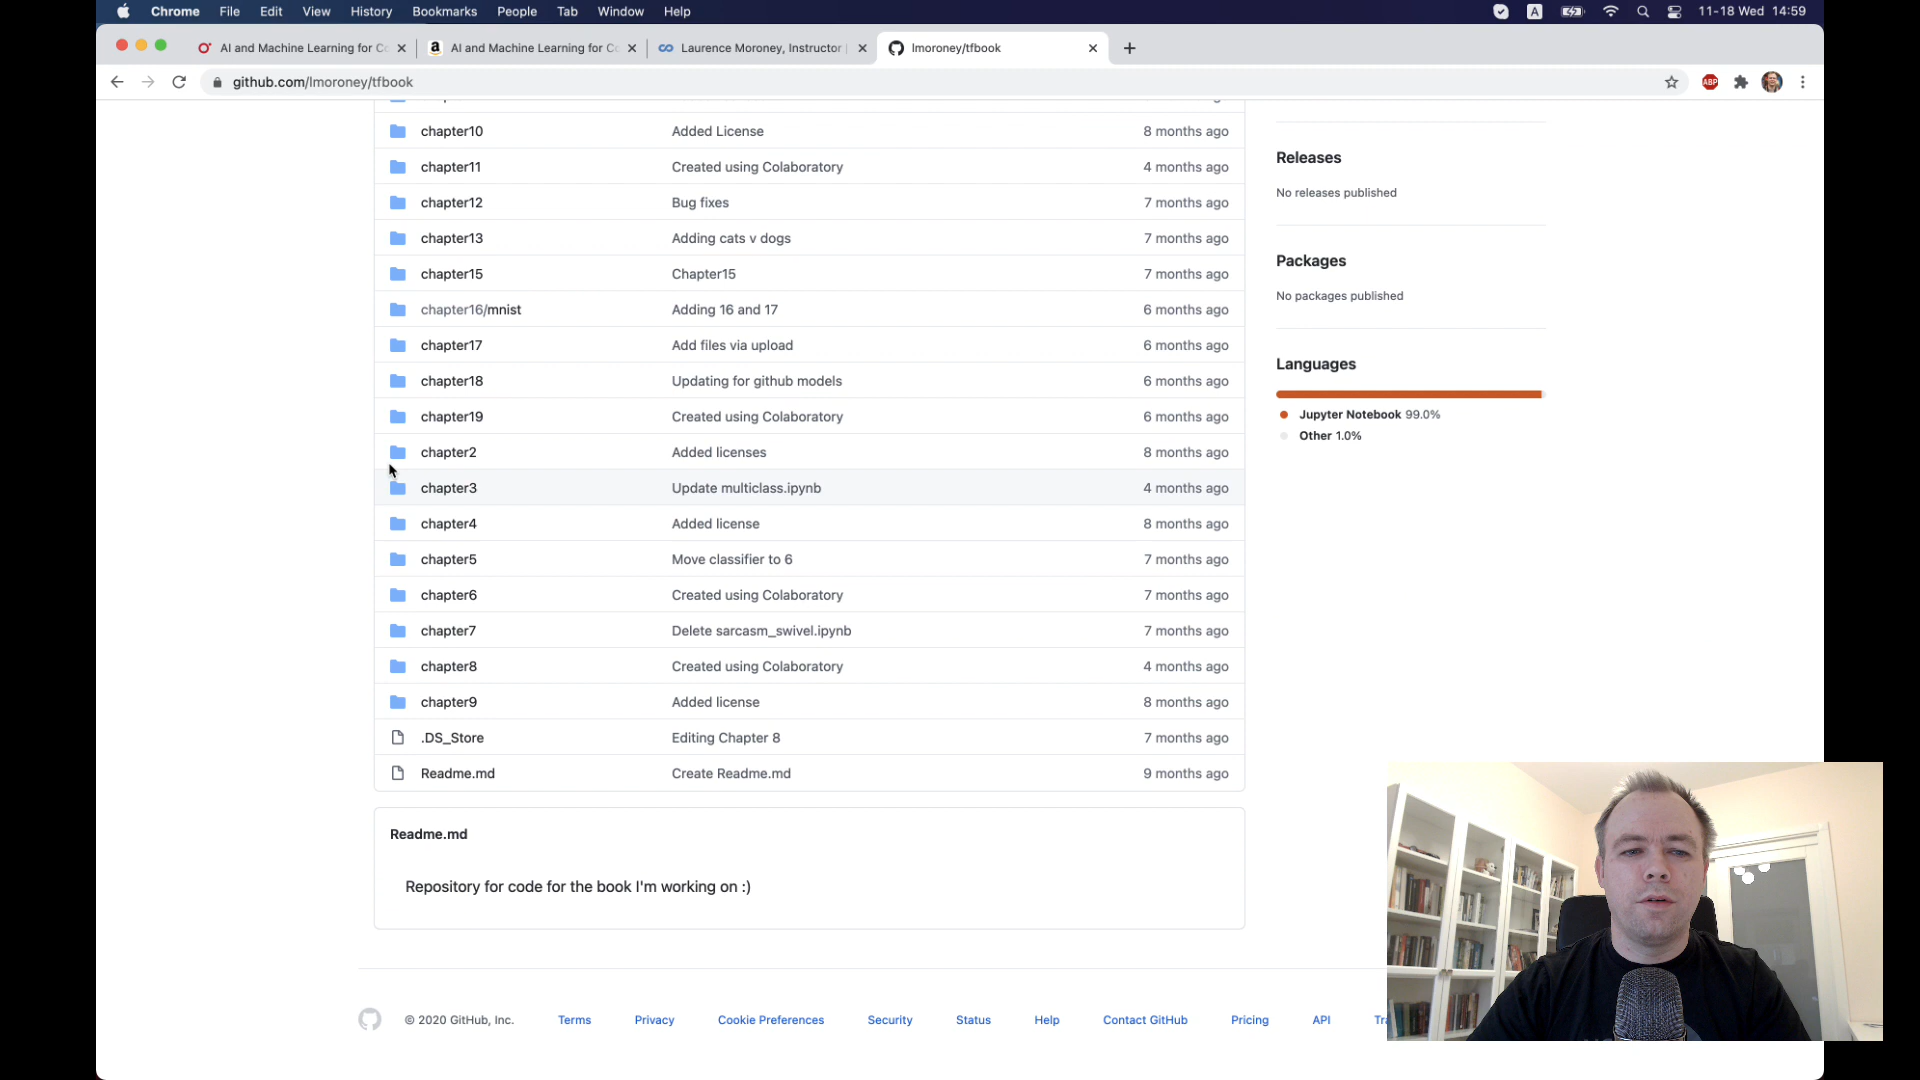 Chrome File Edit View History Bookmarks People Tab Window Help A 11-18 Wed 14:59
AI and Machine Learning for Co AI and Machine Learning for Co Laurence Moroney, Instructor | lmoroney/tfbook
github.com/lmoroney/tfbook ABP
chapter10 Added License 8 months ago
chapter11 Created using Colaboratory 4 months ago
chapter12 Bug fixes 7 months ago
chapter13 Adding cats v dogs 7 months ago
chapter15 Chapter15 7 months ago
chapter16/mnist Adding 16 and 17 6 months ago
chapter17 Add files via upload 6 months ago
chapter18 Updating for github models 6 months ago
chapter19 Created using Colaboratory 6 months ago
chapter2 Added licenses 8 months ago
chapter3 Update multiclass.ipynb 4 months ago
chapter4 Added license 8 months ago
chapter5 Move classifier to 6 7 months ago
chapter6 Created using Colaboratory 7 months ago
chapter7 Delete sarcasm_swivel.ipynb 7 months ago
chapter8 Created using Colaboratory 4 months ago
chapter9 Added license 8 months ago
.DS_Store Editing Chapter 8 7 months ago
Readme.md Create Readme.md 9 months ago
Releases
No releases published
Packages
No packages published
Languages
Jupyter Notebook 99.0%
Other 1.0%
Readme.md
Repository for code for the book I'm working on :)
© 2020 GitHub, Inc. Terms Privacy Cookie Preferences Security Status Help Contact GitHub Pricing API Tra